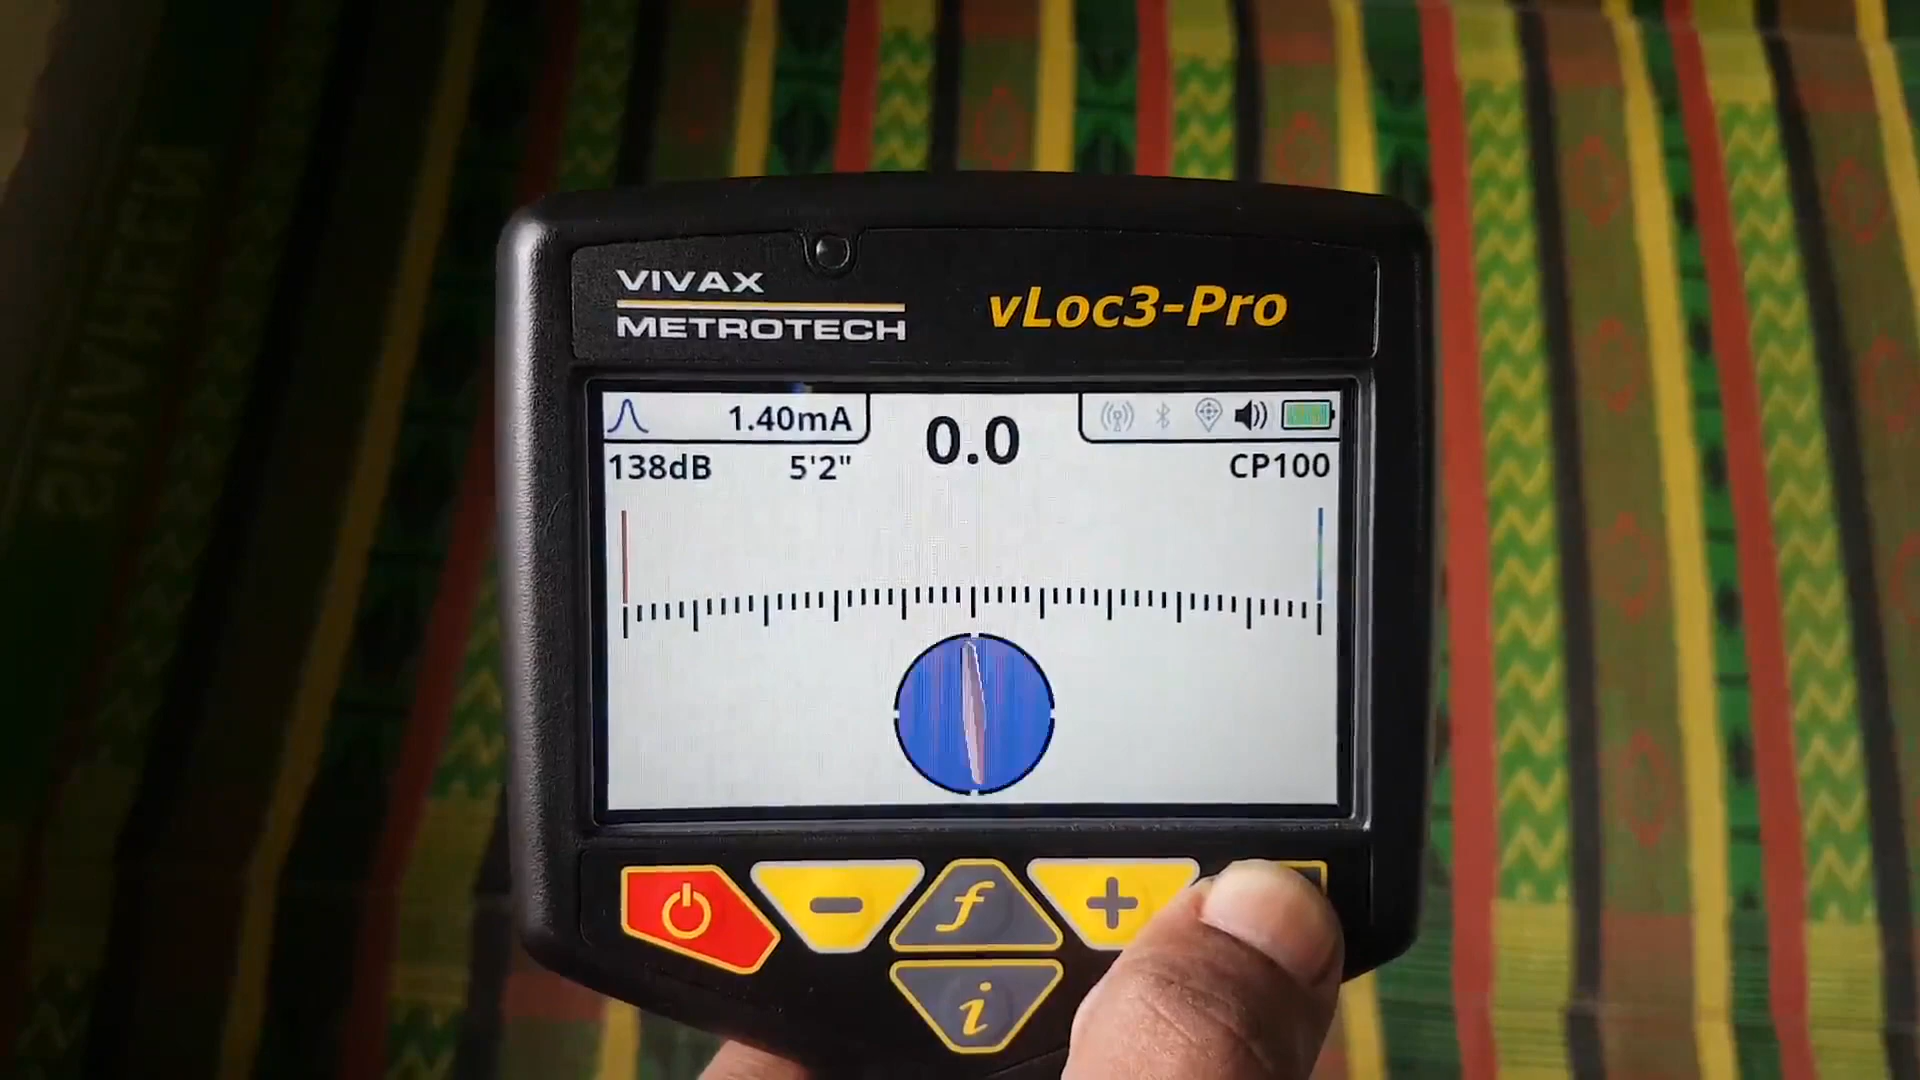 VIVAX
METROTECH
vLoc3-Pro
1.40mA
0.0
138dB
5'2"
CP100
f
i